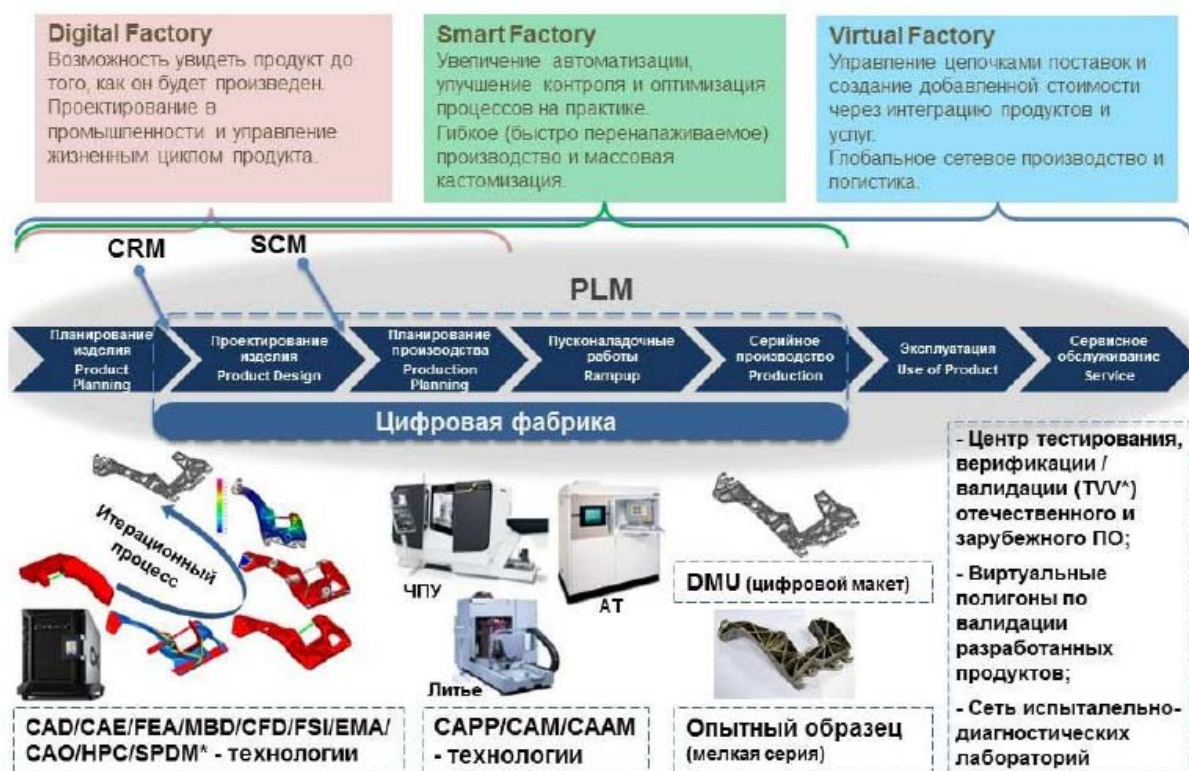 Digital Factory
Возможность увидеть продукт до
того, как он будет произведен.
Проектирование в
промышленности и управление
жизненным циклом продукта.
Smart Factory
Увеличение автоматизации,
улучшение контроля и оптимизация
процессов на практике.
Гибкое (быстро переналаживаемое)
производство и массовая
кастомизация.
Virtual Factory
Управление цепочками поставок и
создание добавленной стоимости
через интеграцию продуктов и
услуг.
Глобальное сетевое производство и
логистика.
CRM
SCM
PLM
Планирование
изделия
Product
Planning
Проектирование
изделия
Product Design
Планирование
производства
Production
Planning
Пусконаладочные
работы
Rampup
Серийное
производство
Production
Эксплуатация
Use of Product
Сервисное
обслуживание
Service
Цифровая фабрика
Итерационный
процесс
ЧПУ
АТ
Литье
DMU (цифровой макет)
CAD/CAE/FEA/MBD/CFD/FSI/EMA/
CAO/HPC/SPDM* - технологии
CAPP/CAM/CAAM
- технологии
Опытный образец
(мелкая серия)
- Центр тестирования,
верификации /
валидации (TVV*)
отечественного и
зарубежного ПО;
- Виртуальные
полигоны по
валидации
разработанных
продуктов;
- Сеть испытально-
диагностических
лабораторий